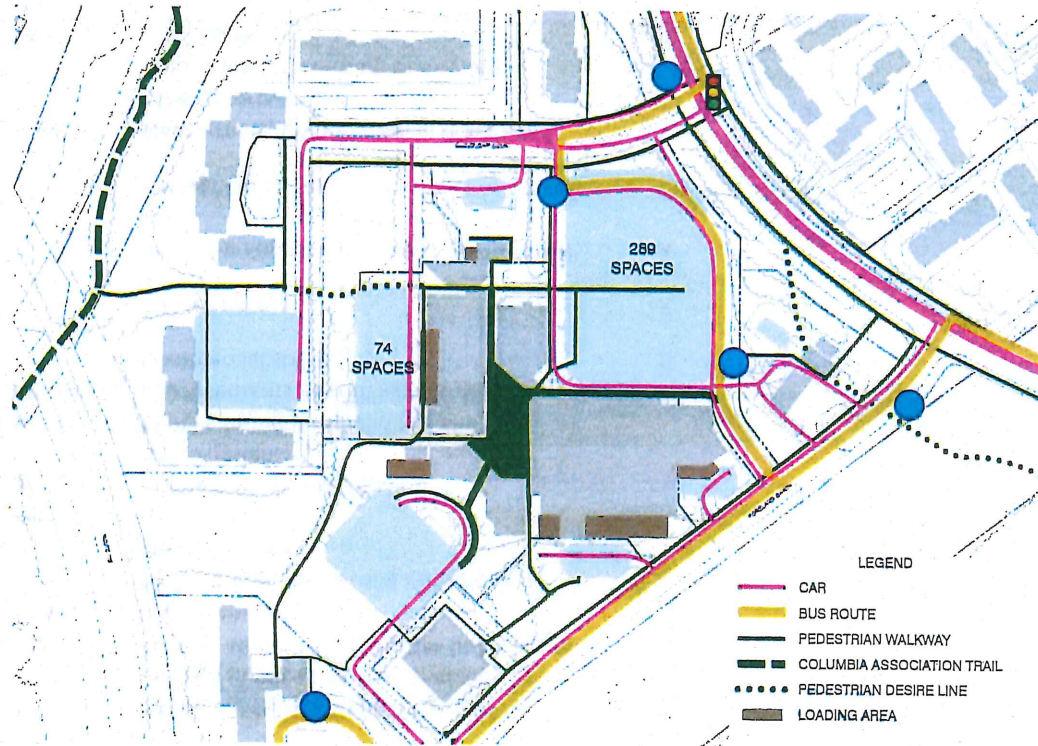 289
SPACES
74
SPACES
LEGEND
CAR
BUS ROUTE
PEDESTRIAN WALKWAY
COLUMBIA ASSOCIATION TRAIL
PEDESTRIAN DESIRE LINE
LOADING AREA